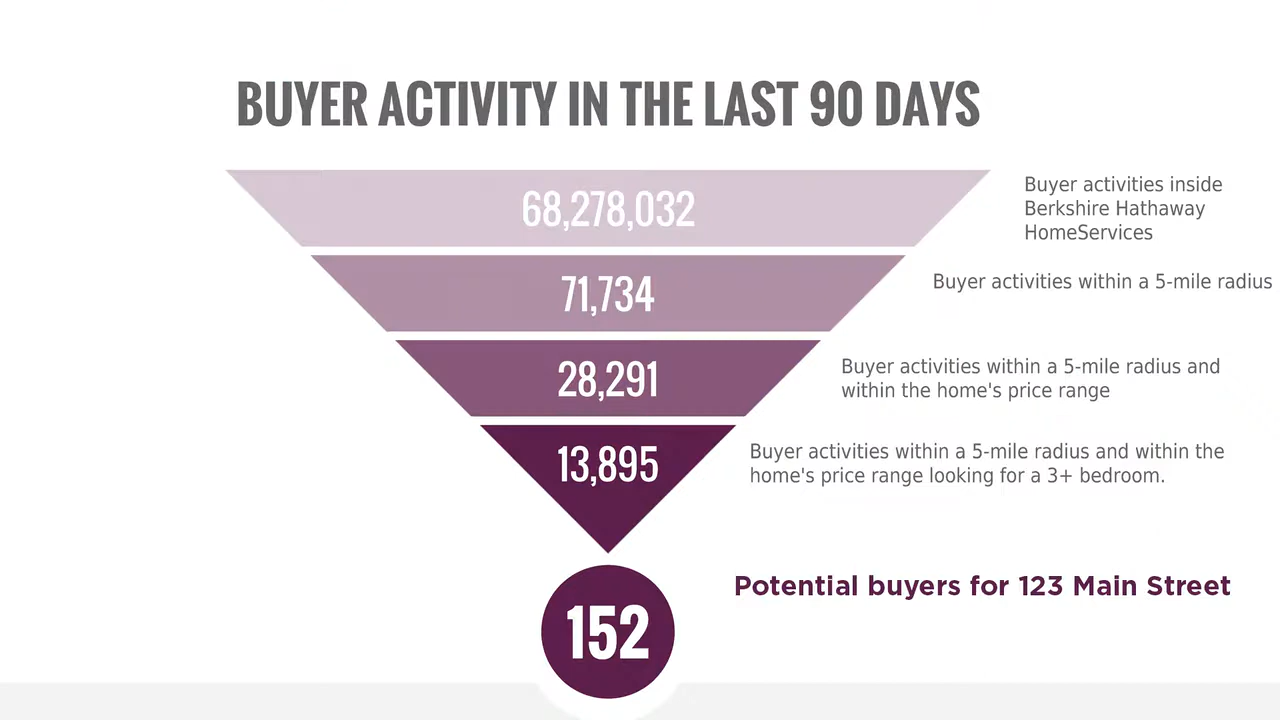 BUYER ACTIVITY IN THE LAST 90 DAYS
68,278,032
Buyer activities inside
Berkshire Hathaway
HomeServices
71,734
Buyer activities within a 5-mile radius
28,291
Buyer activities within a 5-mile radius and
within the home's price range
13,895
Buyer activities within a 5-mile radius and within the
home's price range looking for a 3+ bedroom.
152
Potential buyers for 123 Main Street